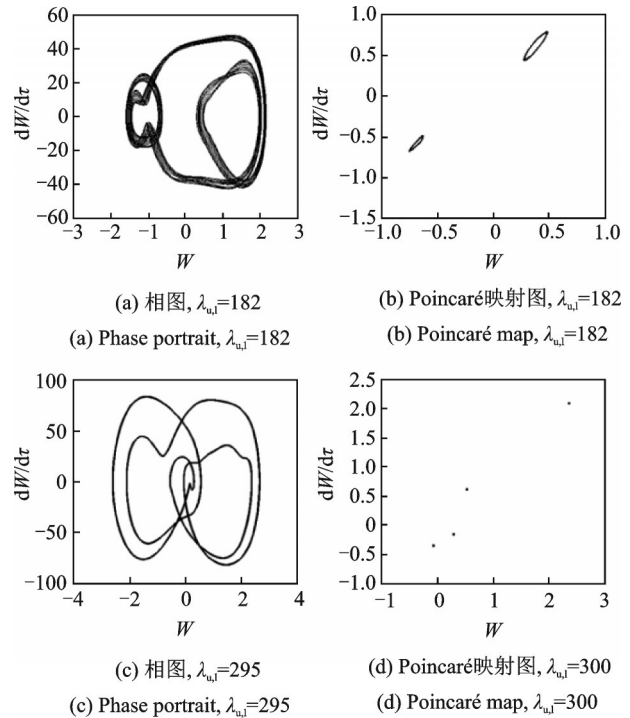 60
40
20
0
−20
−40
−60
−3 −2 −1 0 1 2 3
dW/dτ
W
1.0
0.5
0
−0.5
−1.0
−1.5
−1.0 −0.5 0 0.5 1.0
dW/dτ
W
(a) 相图, λu,l=182
(a) Phase portrait, λu,l=182
(b) Poincaré映射图, λu,l=182
(b) Poincaré map, λu,l=182
100
50
0
−50
−100
−4 −2 0 2 4
dW/dτ
W
2.5
2.0
1.5
1.0
0.5
0
−0.5
−1.0
−1 0 1 2 3
dW/dτ
W
(c) 相图, λu,l=295
(c) Phase portrait, λu,l=295
(d) Poincaré映射图, λu,l=300
(d) Poincaré map, λu,l=300